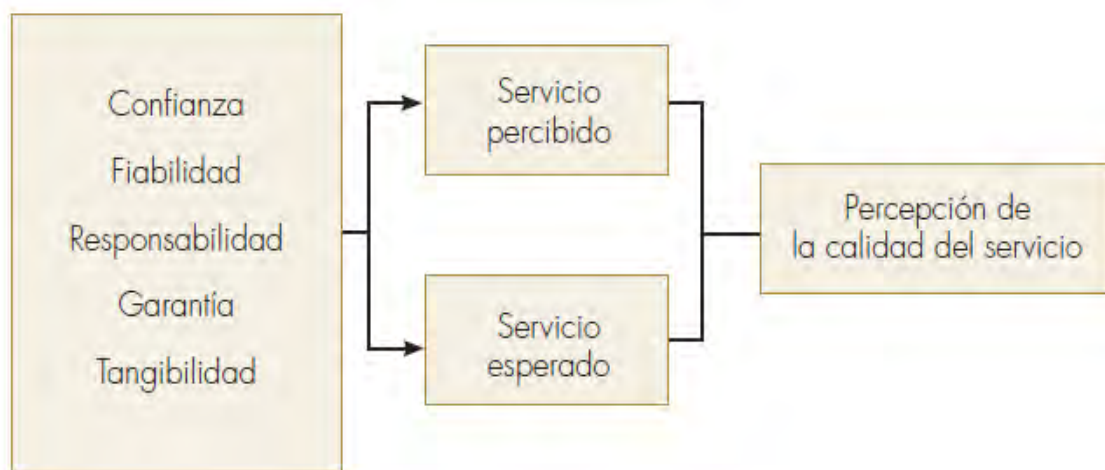 Confianza
Fiabilidad
Responsabilidad
Garantía
Tangibilidad
Servicio
percibido
Servicio
esperado
Percepción de
la calidad del servicio